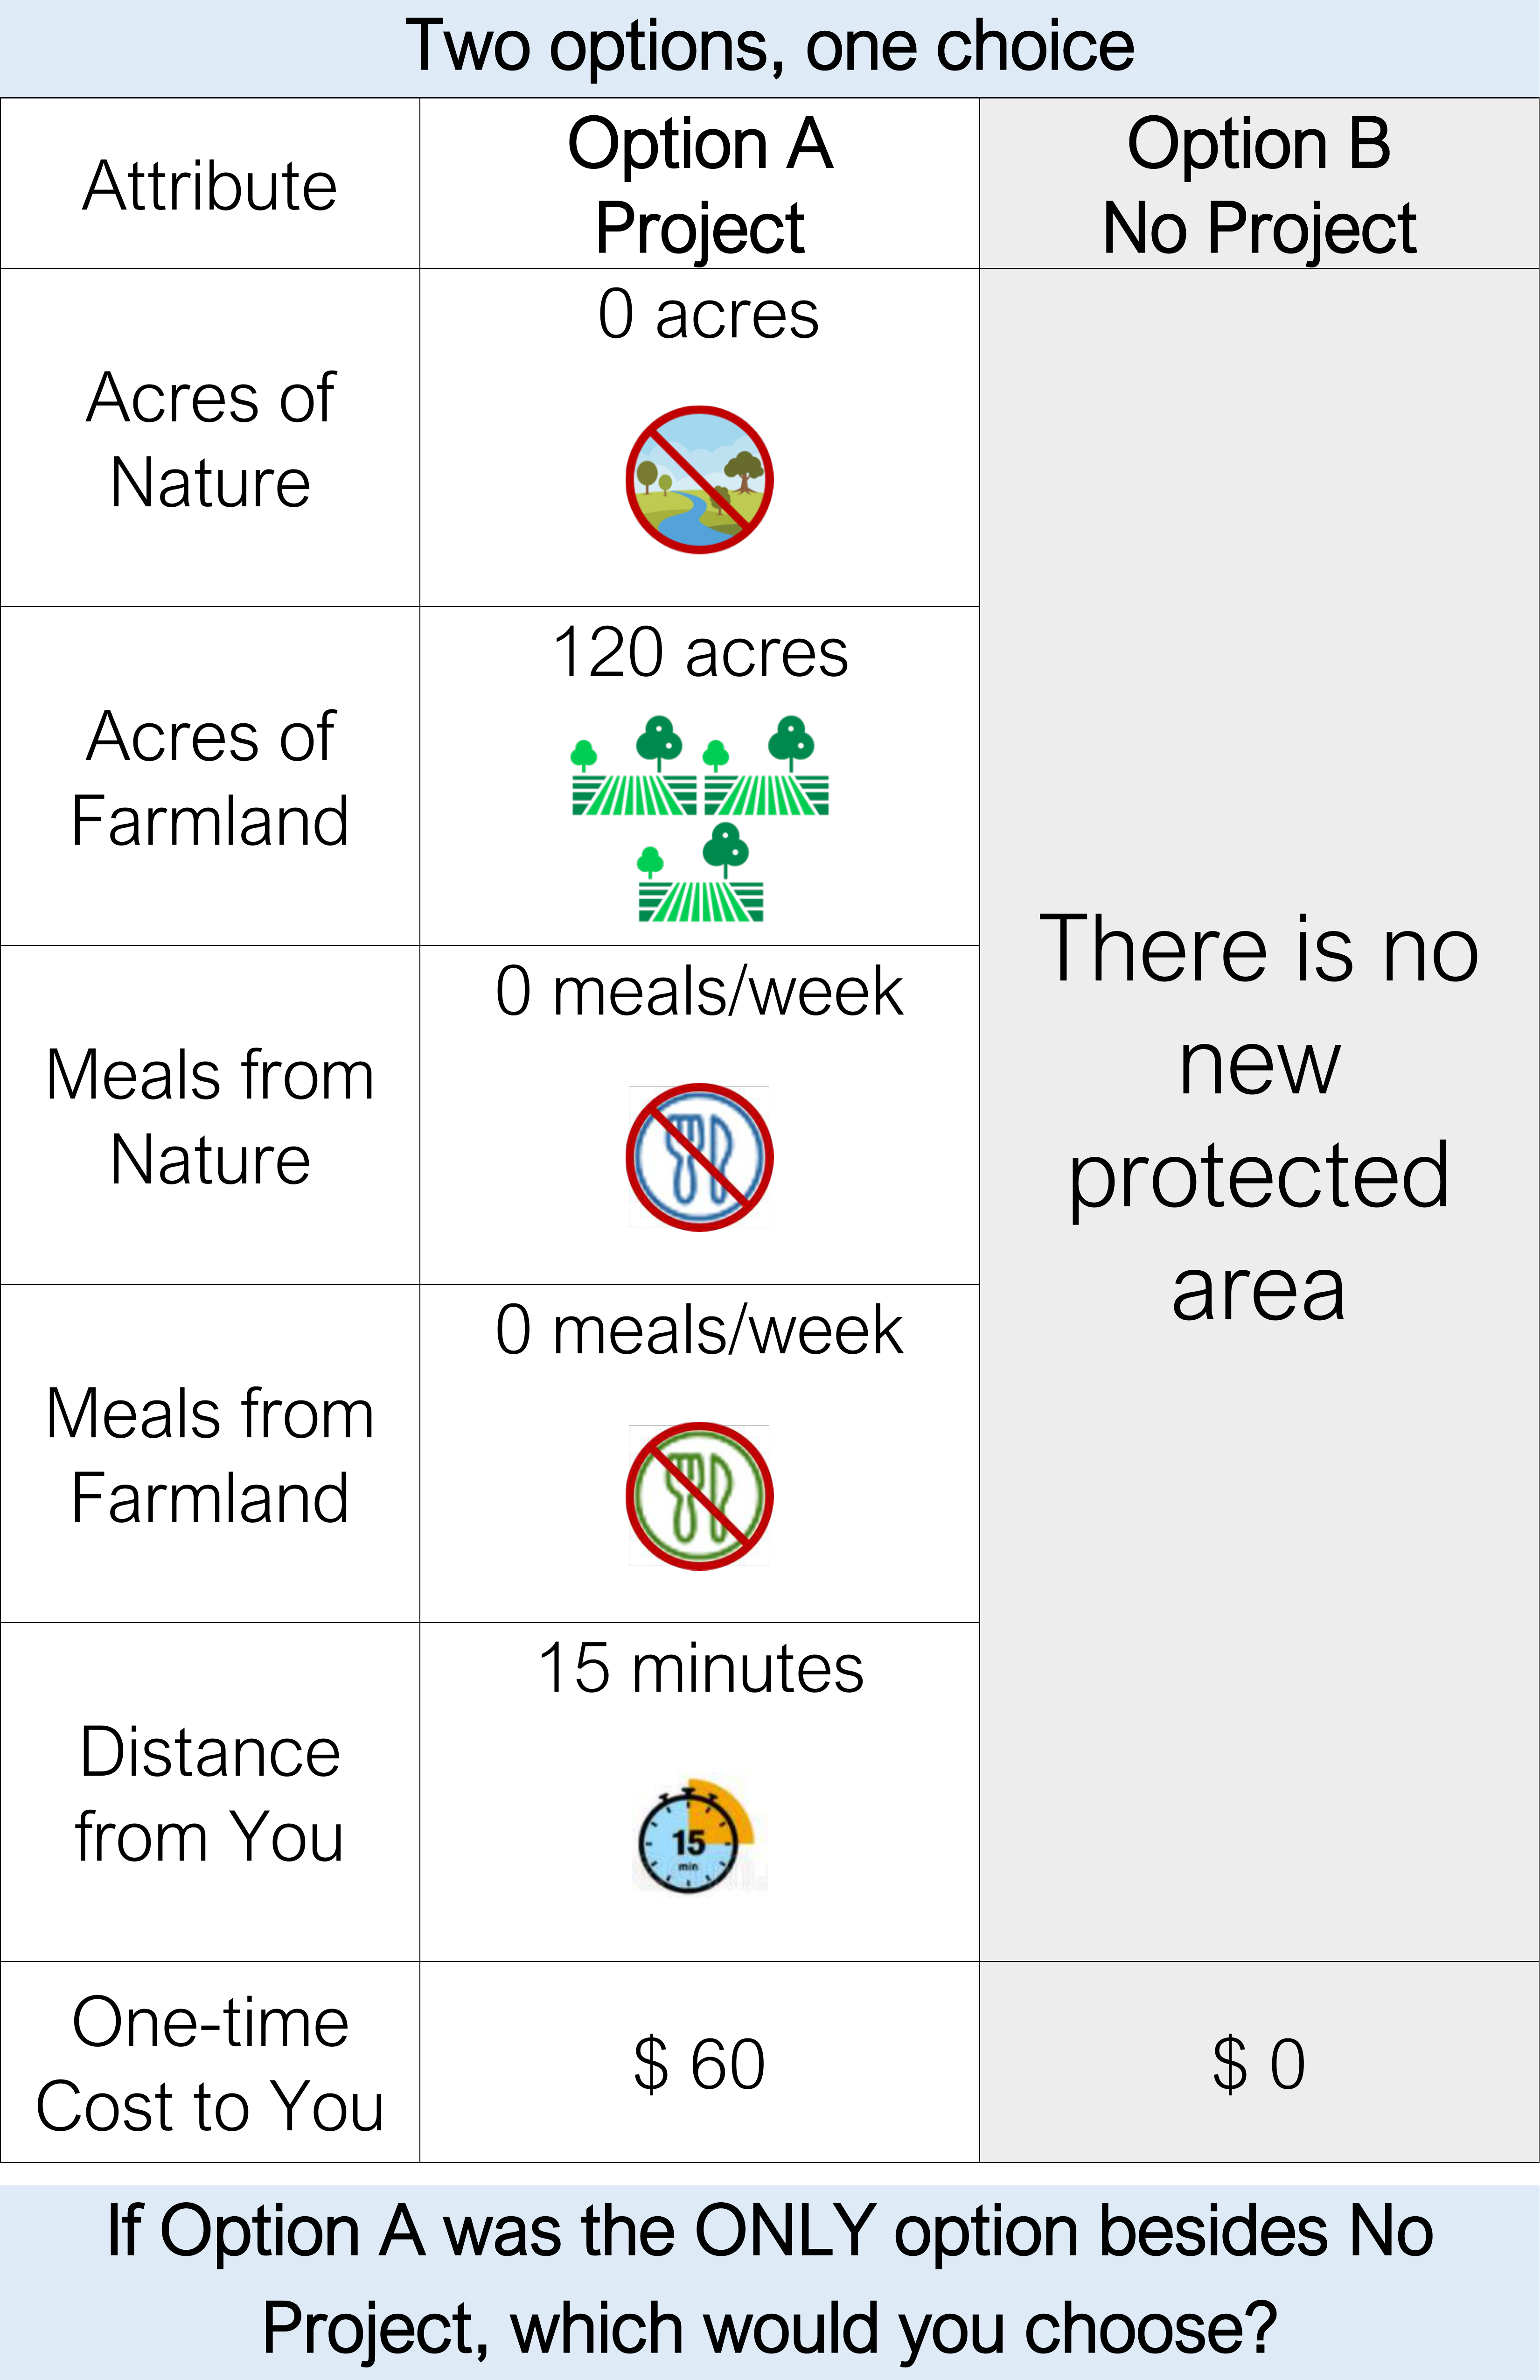 Two options, one choice
Attribute
Option A
Project
Option B
No Project
Acres of
Nature
0 acres
Acres of
Farmland
120 acres
Meals from
Nature
0 meals/week
Meals from
Farmland
0 meals/week
Distance
from You
15 minutes
15
min
There is no
new
protected
area
One-time
Cost to You
$ 60
$ 0
If Option A was the ONLY option besides No
Project, which would you choose?